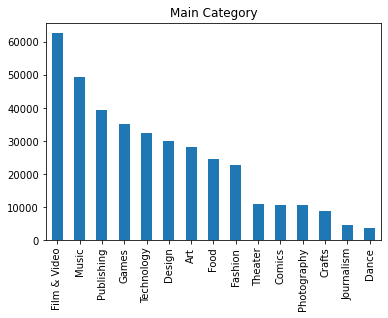 Main Category
60000
50000
40000
30000
20000
10000
0
Film & Video
Music
Publishing
Games
Technology
Design
Art
Food
Fashion
Theater
Comics
Photography
Crafts
Journalism
Dance